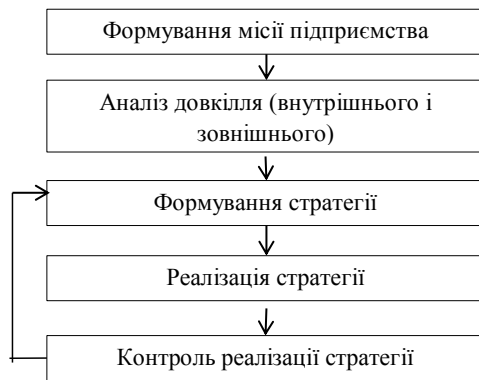 Формування місії підприємства
Аналіз довкілля (внутрішнього і
зовнішнього)
Формування стратегії
Реалізація стратегії
Контроль реалізації стратегії